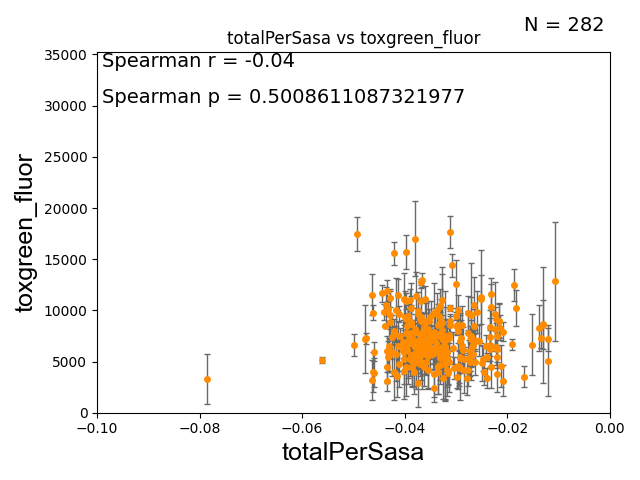 N = 282
totalPerSasa vs toxgreen_fluor
Spearman r = -0.04
Spearman p = 0.5008611087321977
toxgreen_fluor
35000
30000
25000
20000
15000
10000
5000
0
−0.10
−0.08
−0.06
−0.04
−0.02
0.00
totalPerSasa